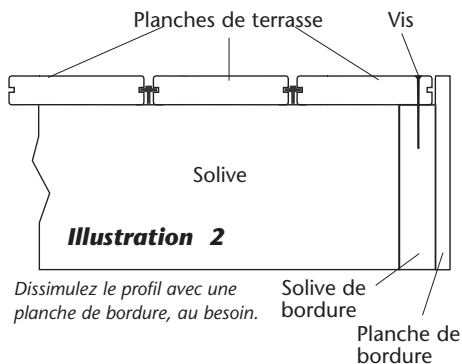 Planches de terrasse
Vis
Solive
Illustration 2
Dissimulez le profil avec une
planche de bordure, au besoin.
Solive de
bordure
Planche de
bordure